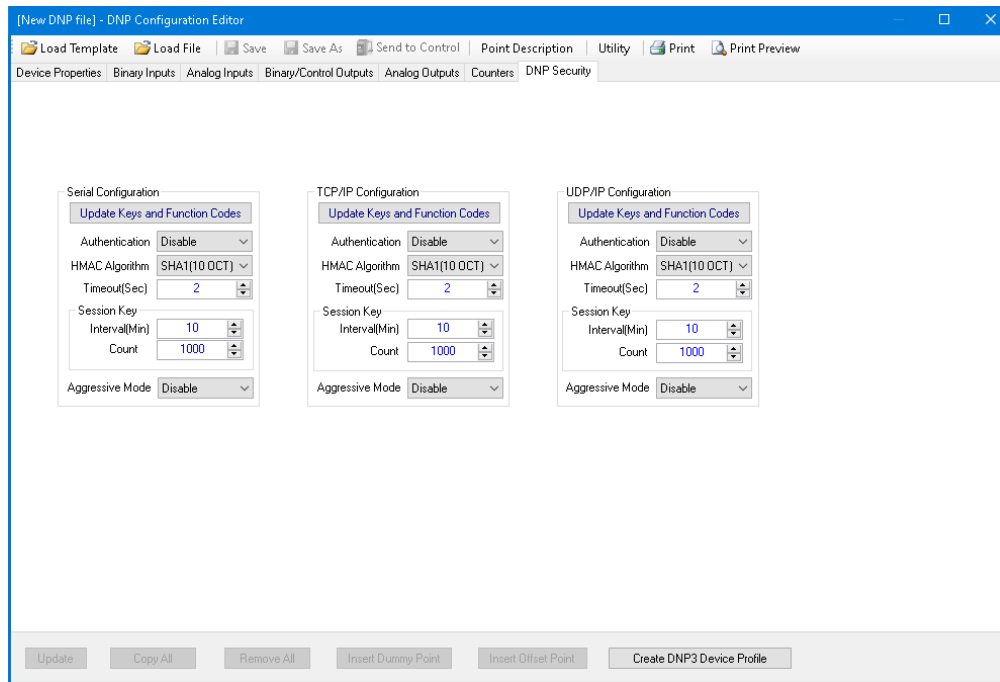 [New DNP file] - DNP Configuration Editor
Load Template Load File Save Save As Send to Control Point Description Utility Print Print Preview
Device Properties Binary Inputs Analog Inputs Binary/Control Outputs Analog Outputs Counters DNP Security
Serial Configuration
Update Keys and Function Codes
Authentication Disable
HMAC Algorithm SHA1(10 OCT)
Timeout(Sec) 2
Session Key
Interval(Min) 10
Count 1000
Aggressive Mode Disable
TCP/IP Configuration
Update Keys and Function Codes
Authentication Disable
HMAC Algorithm SHA1(10 OCT)
Timeout(Sec) 2
Session Key
Interval(Min) 10
Count 1000
Aggressive Mode Disable
UDP/IP Configuration
Update Keys and Function Codes
Authentication Disable
HMAC Algorithm SHA1(10 OCT)
Timeout(Sec) 2
Session Key
Interval(Min) 10
Count 1000
Aggressive Mode Disable
Update Copy All Remove All Insert Dummy Point Insert Offset Point Create DNP3 Device Profile